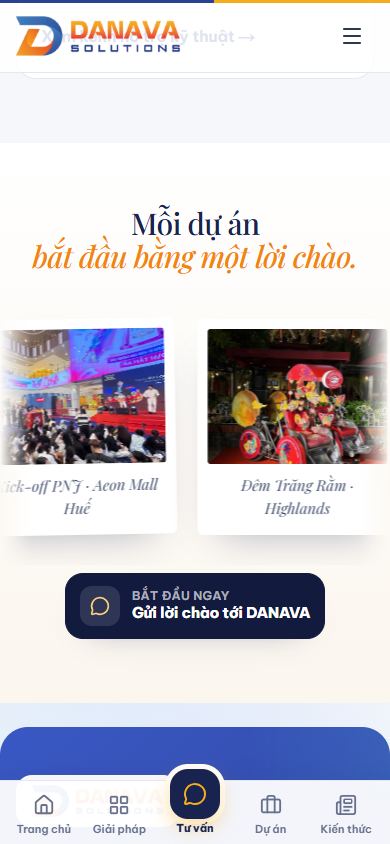 DANAVA
SOLUTIONS
kỹ thuật →
Mỗi dự án
bắt đầu bằng một lời chào.
Kick-off PNJ · Aeon Mall
Huế
Đêm Trăng Rằm ·
Highlands
BẮT ĐẦU NGAY
Gửi lời chào tới DANAVA
Trang chủ
Giải pháp
Tư vấn
Dự án
Kiến thức